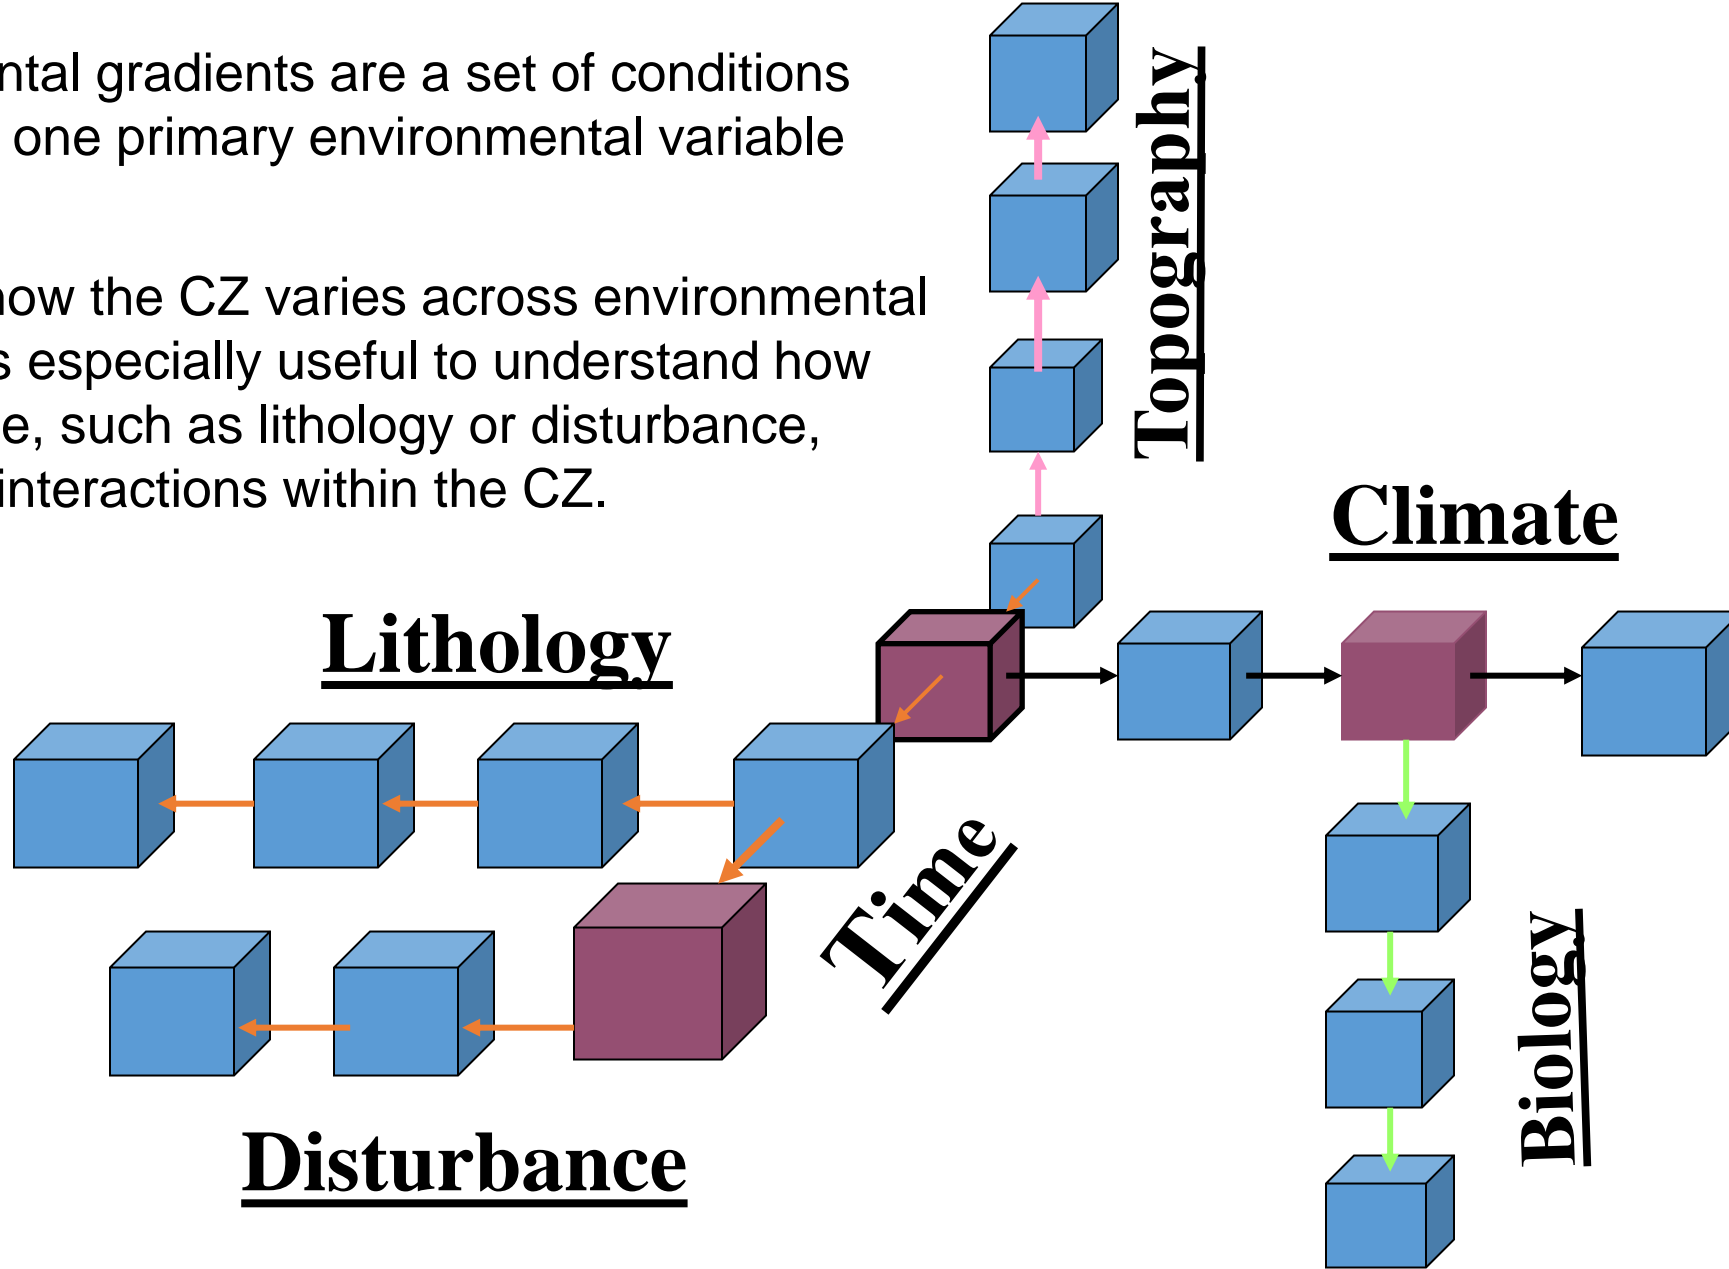 ntal gradients are a set of conditions
one primary environmental variable
how the CZ varies across environmental
s especially useful to understand how
e, such as lithology or disturbance,
interactions within the CZ.
Topography
Climate
Lithology
Time
Biology
Disturbance